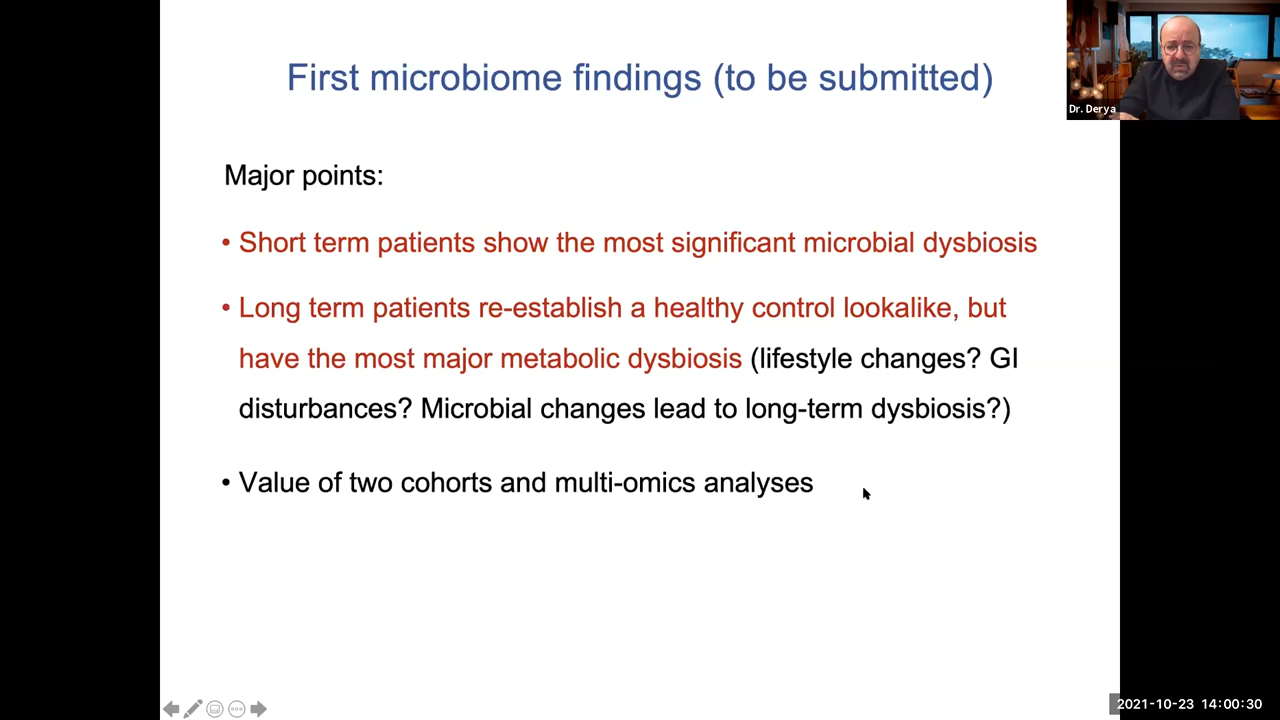 First microbiome findings (to be submitted)
Dr. Derya
Major points:
• Short term patients show the most significant microbial dysbiosis
• Long term patients re-establish a healthy control lookalike, but
have the most major metabolic dysbiosis (lifestyle changes? GI
disturbances? Microbial changes lead to long-term dysbiosis?)
• Value of two cohorts and multi-omics analyses
2021-10-23 14:00:30